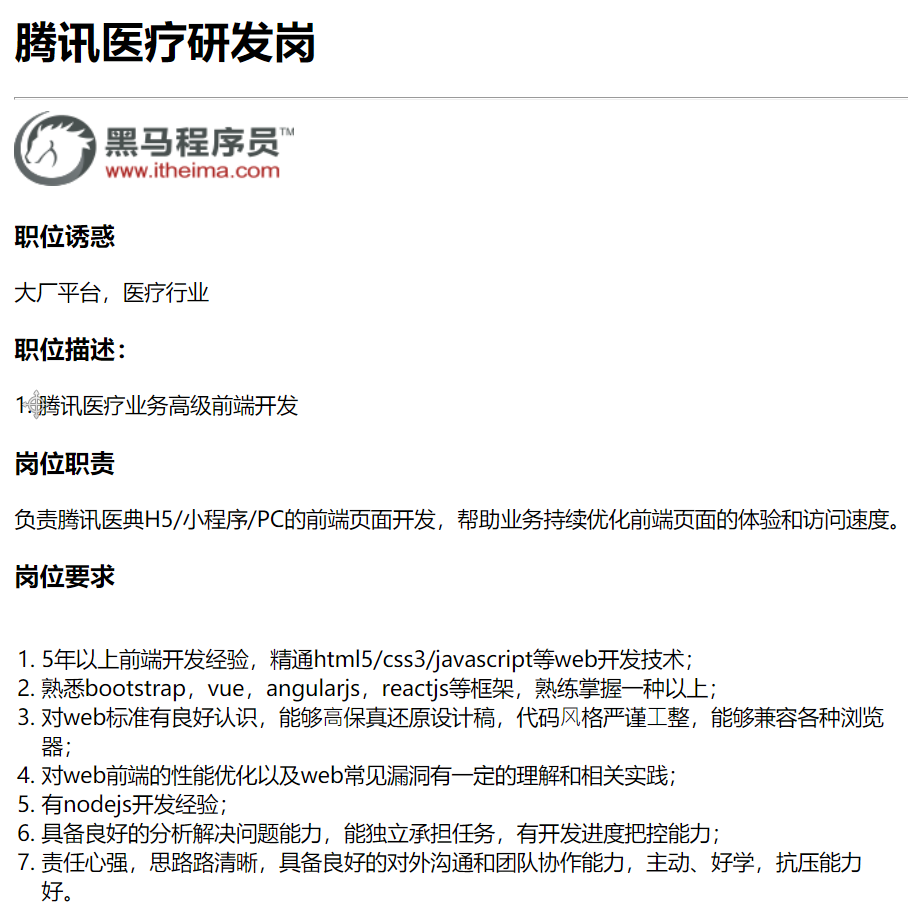 腾讯医疗研发岗
黑马程序员™
www.itheima.com
职位诱惑
大厂平台，医疗行业
职位描述：
1.腾讯医疗业务高级前端开发
岗位职责
负责腾讯医典H5/小程序/PC的前端页面开发，帮助业务持续优化前端页面的体验和访问速度。
岗位要求
1. 5年以上前端开发经验，精通html5/css3/javascript等web开发技术；
2. 熟悉bootstrap，vue，angularjs，reactjs等框架，熟练掌握一种以上；
3. 对web标准有良好认识，能够⾼保真还原设计稿，代码⻛格严谨⼯整，能够兼容各种浏览
器；
4. 对web前端的性能优化以及web常见漏洞有一定的理解和相关实践；
5. 有nodejs开发经验；
6. 具备良好的分析解决问题能力，能独立承担任务，有开发进度把控能力；
7. 责任心强，思路路清晰，具备良好的对外沟通和团队协作能力，主动、好学，抗压能力
好。